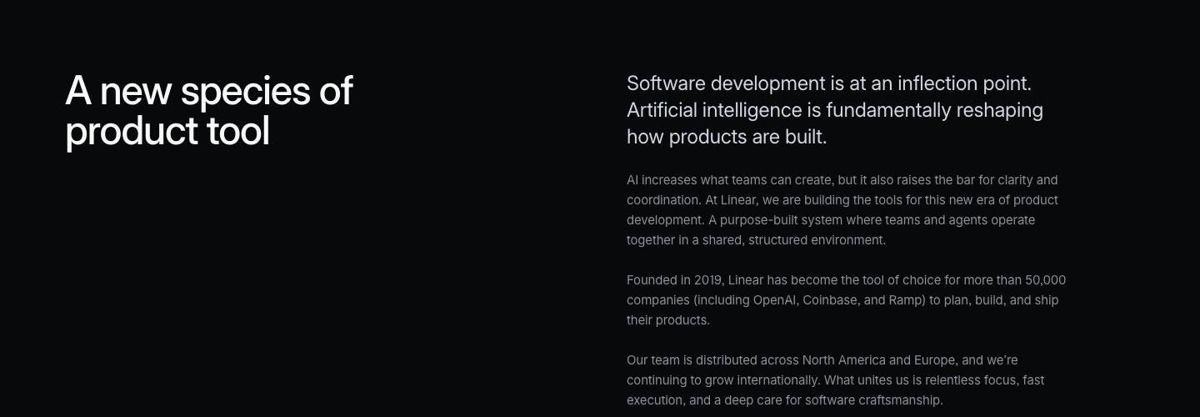 A new species of
product tool
Software development is at an inflection point.
Artificial intelligence is fundamentally reshaping
how products are built.
AI increases what teams can create, but it also raises the bar for clarity and
coordination. At Linear, we are building the tools for this new era of product
development. A purpose-built system where teams and agents operate
together in a shared, structured environment.
Founded in 2019, Linear has become the tool of choice for more than 50,000
companies (including OpenAI, Coinbase, and Ramp) to plan, build, and ship
their products.
Our team is distributed across North America and Europe, and we’re
continuing to grow internationally. What unites us is relentless focus, fast
execution, and a deep care for software craftsmanship.